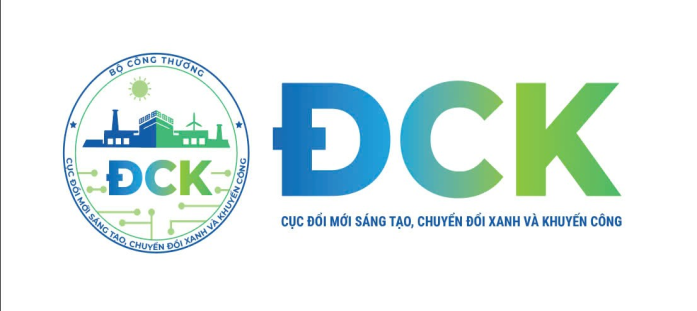 BỘ CÔNG THƯƠNG
ĐCK
CỤC ĐỔI MỚI SÁNG TẠO, CHUYỂN ĐỔI XANH VÀ KHUYẾN CÔNG
ĐCK
CỤC ĐỔI MỚI SÁNG TẠO, CHUYỂN ĐỔI XANH VÀ KHUYẾN CÔNG